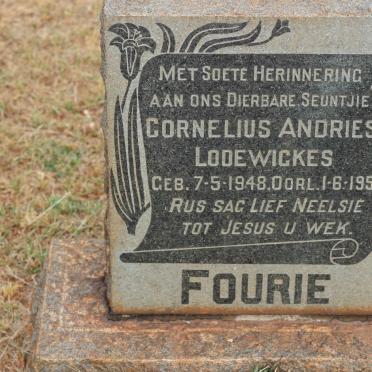 MET SOETE HERINNERING
AAN ONS DIERBARE SEUNTJIE
CORNELIUS ANDRIES
LODEWICKES
GEB. 7-5-1948. OORL. 1-6-195
RUS SAG LIEF NEELSIE
TOT JESUS U WEK.
FOURIE